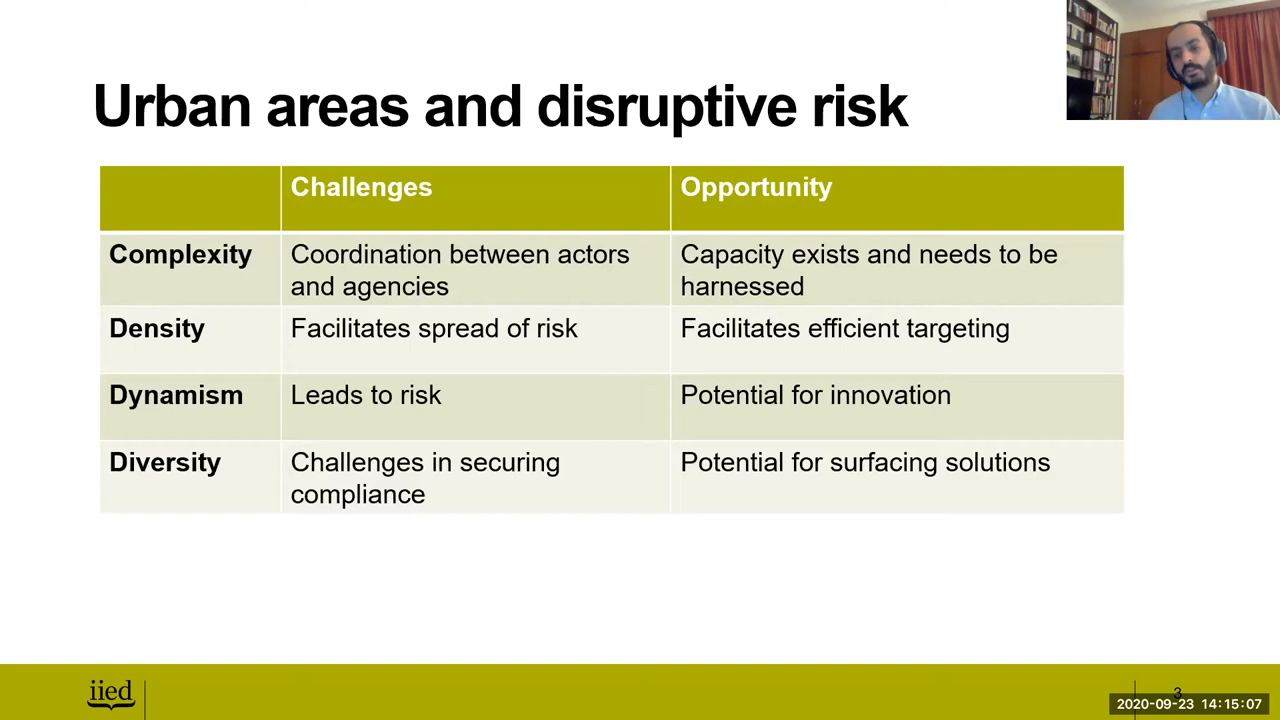 Urban areas and disruptive risk
Challenges
Opportunity
Complexity
Coordination between actors
and agencies
Capacity exists and needs to be
harnessed
Density
Facilitates spread of risk
Facilitates efficient targeting
Dynamism
Leads to risk
Potential for innovation
Diversity
Challenges in securing
compliance
Potential for surfacing solutions
iied
3
2020-09-23 14:15:07